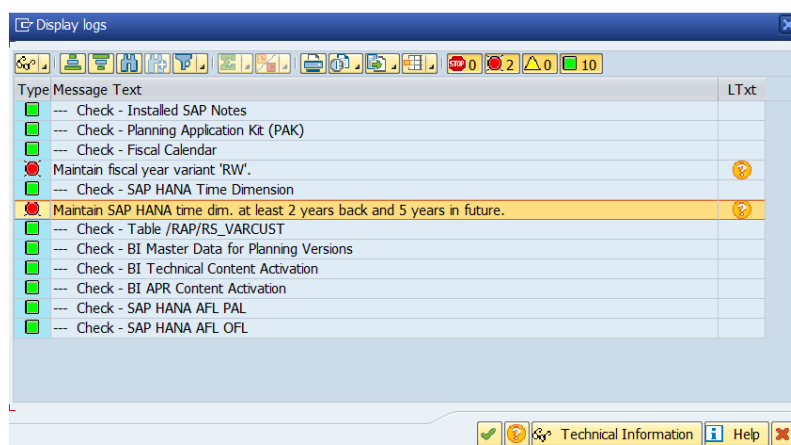 Display logs
STOP 0 2 0 10
Type Message Text LTxt
--- Check - Installed SAP Notes
--- Check - Planning Application Kit (PAK)
--- Check - Fiscal Calendar
Maintain fiscal year variant 'RW'.
--- Check - SAP HANA Time Dimension
Maintain SAP HANA time dim. at least 2 years back and 5 years in future.
--- Check - Table /RAP/RS_VARCUST
--- Check - BI Master Data for Planning Versions
--- Check - BI Technical Content Activation
--- Check - BI APR Content Activation
--- Check - SAP HANA AFL PAL
--- Check - SAP HANA AFL OFL
Technical Information Help